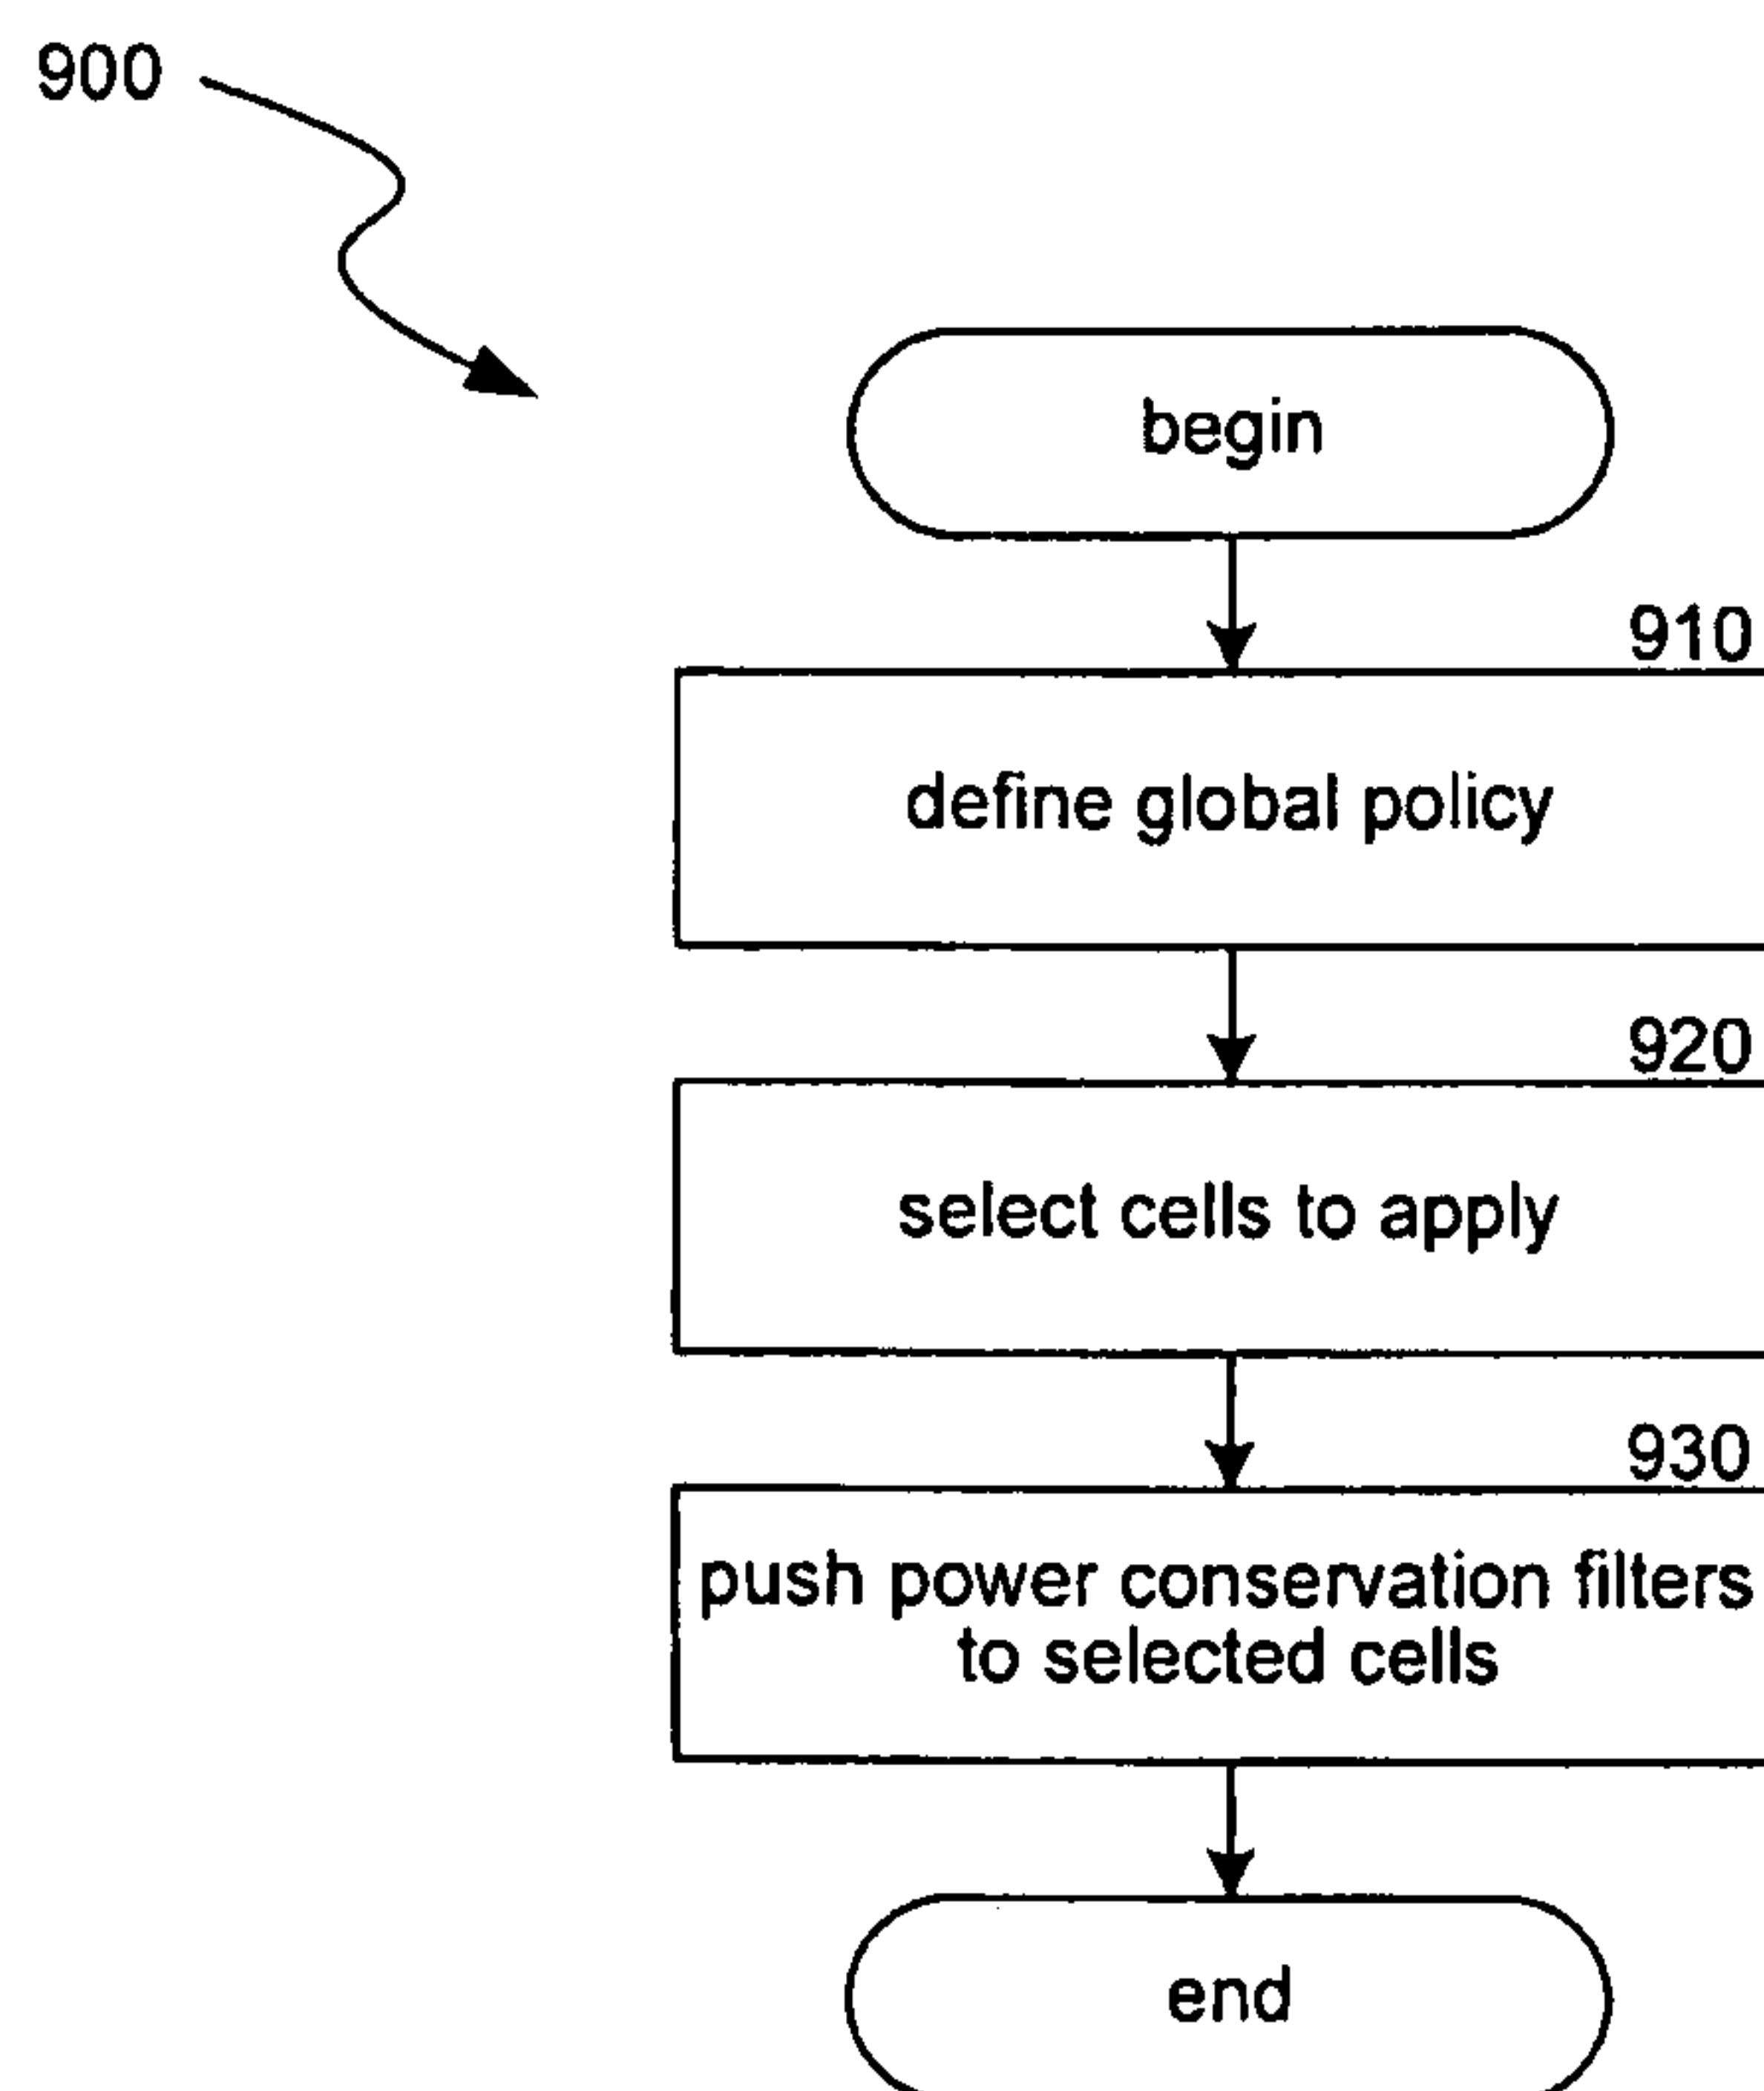 900
begin
910
define global policy
920
select cells to apply
930
push power conservation filters
to selected cells
end